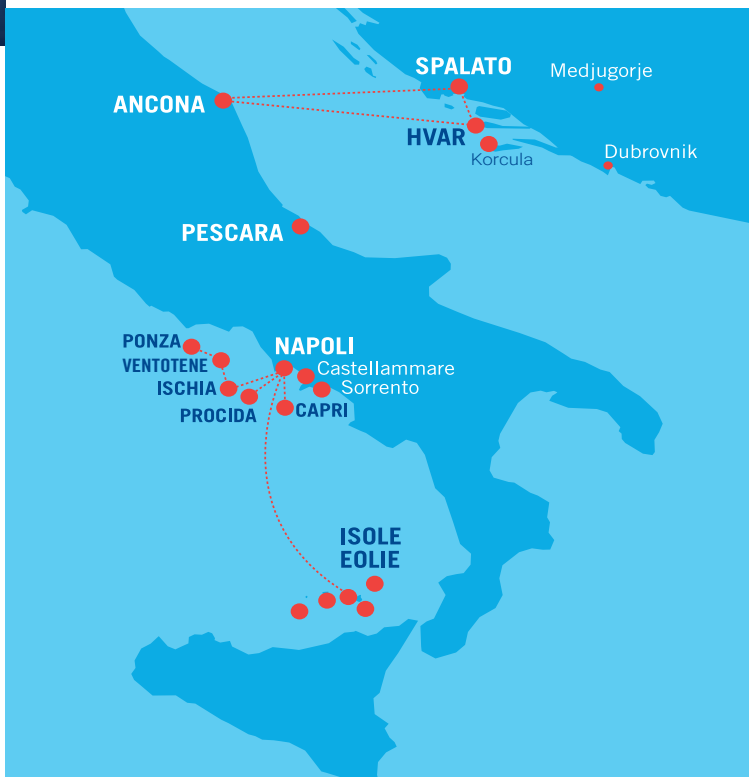 SPALATO
Medjugorje
ANCONA
HVAR
Korcula
Dubrovnik
PESCARA
PONZA
NAPOLI
VENTOTENE
Castellammare
ISCHIA
Sorrento
PROCIDA
CAPRI
ISOLE
EOLIE